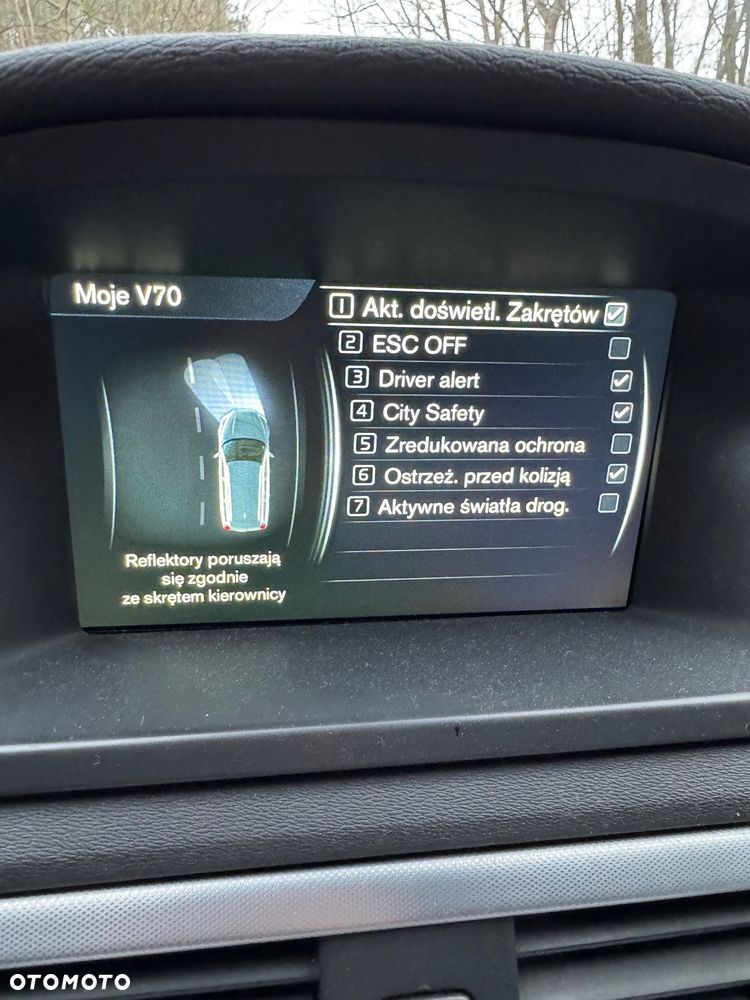 Moje V70
1 Akt. doświetl. Zakrętów
2 ESC OFF
3 Driver alert
4 City Safety
5 Zredukowana ochrona
6 Ostrzeż. przed kolizją
7 Aktywne światła drog.
Reflektory poruszają
się zgodnie
ze skrętem kierownicy
OTOMOTO